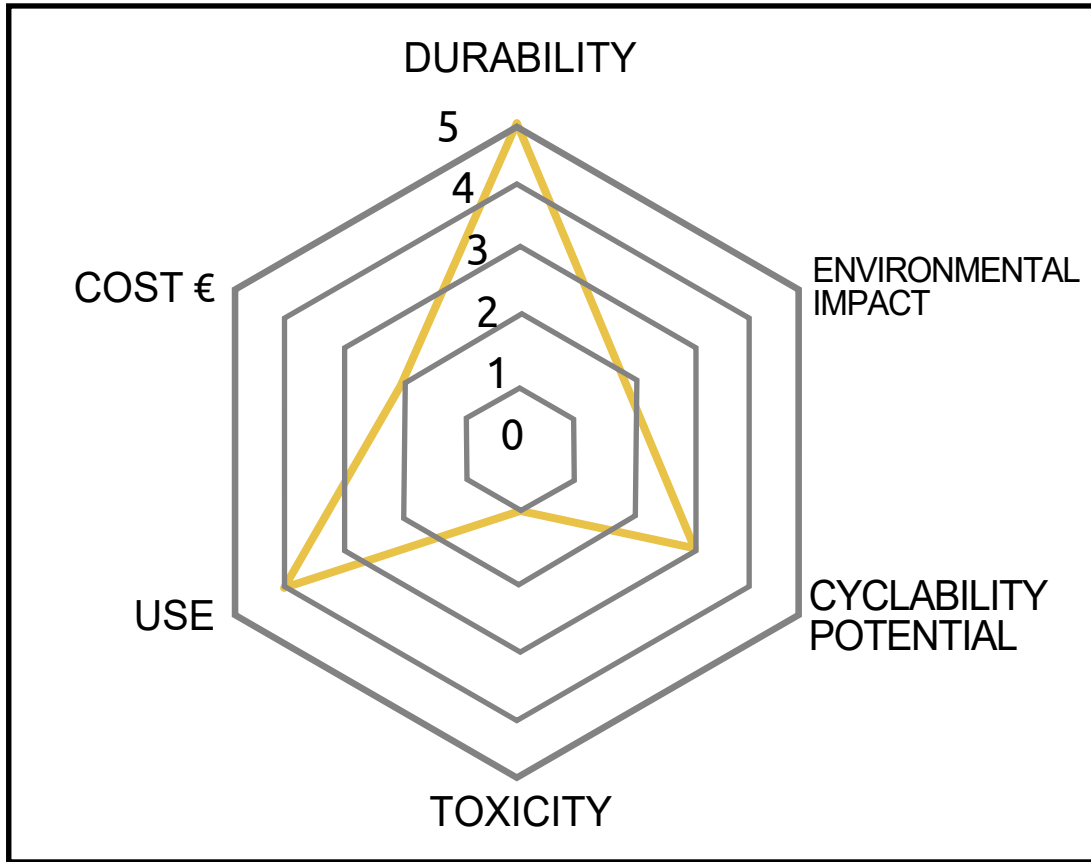 DURABILITY
5
4
3
2
1
0
COST €
ENVIRONMENTAL
IMPACT
USE
CYCLABILITY
POTENTIAL
TOXICITY